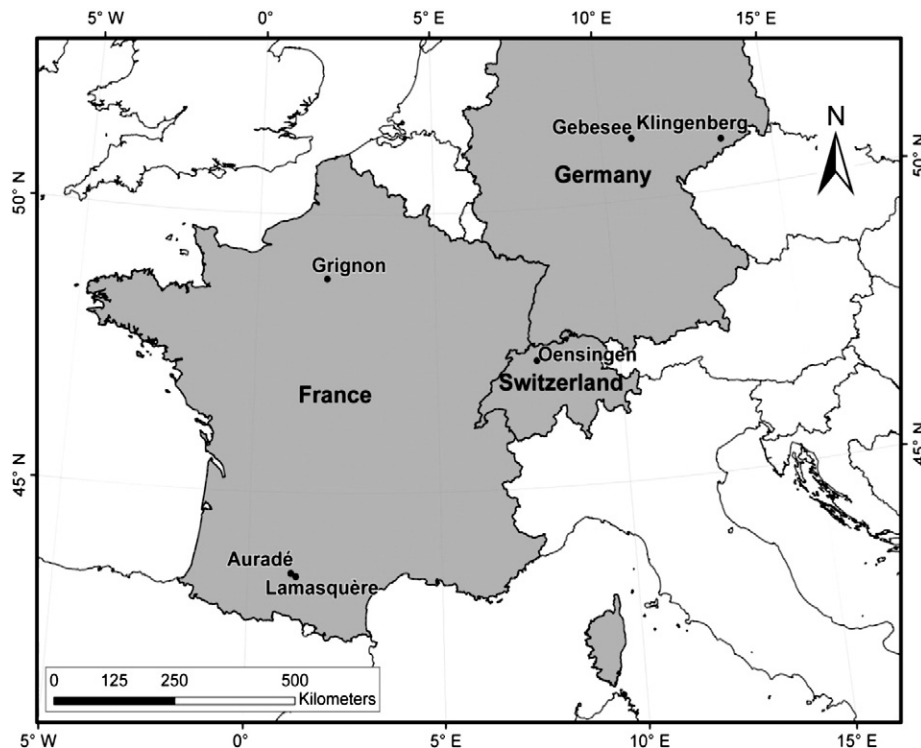 5° W 0° 5° E 10° E 15° E
N
Gebesee Klingenberg
Germany
50° N
50° N
Grignon
Oensingen
Switzerland
France
45° N
45° N
Auradé
Lamasquère
0 125 250 500
Kilometers
5° W 0° 5° E 10° E 15° E